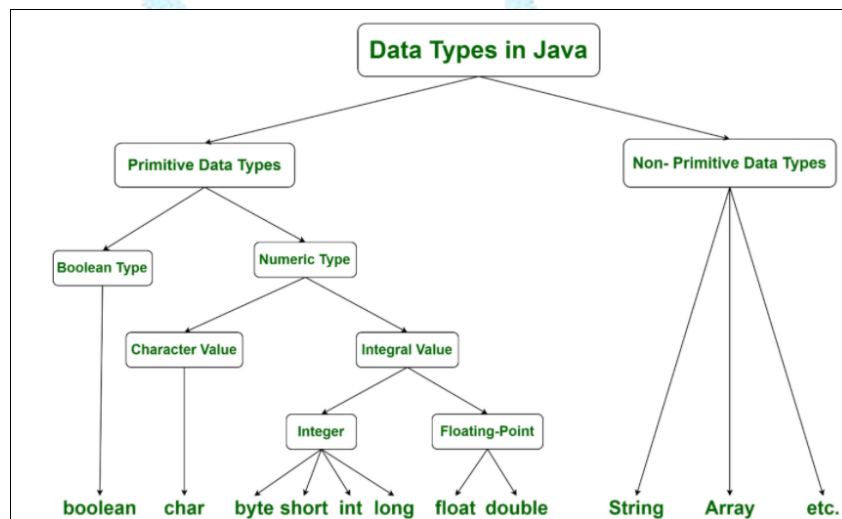 Data Types in Java
Primitive Data Types
Non- Primitive Data Types
Boolean Type
Numeric Type
Character Value
Integral Value
Integer
Floating-Point
boolean
char
byte
short
int
long
float
double
String
Array
etc.